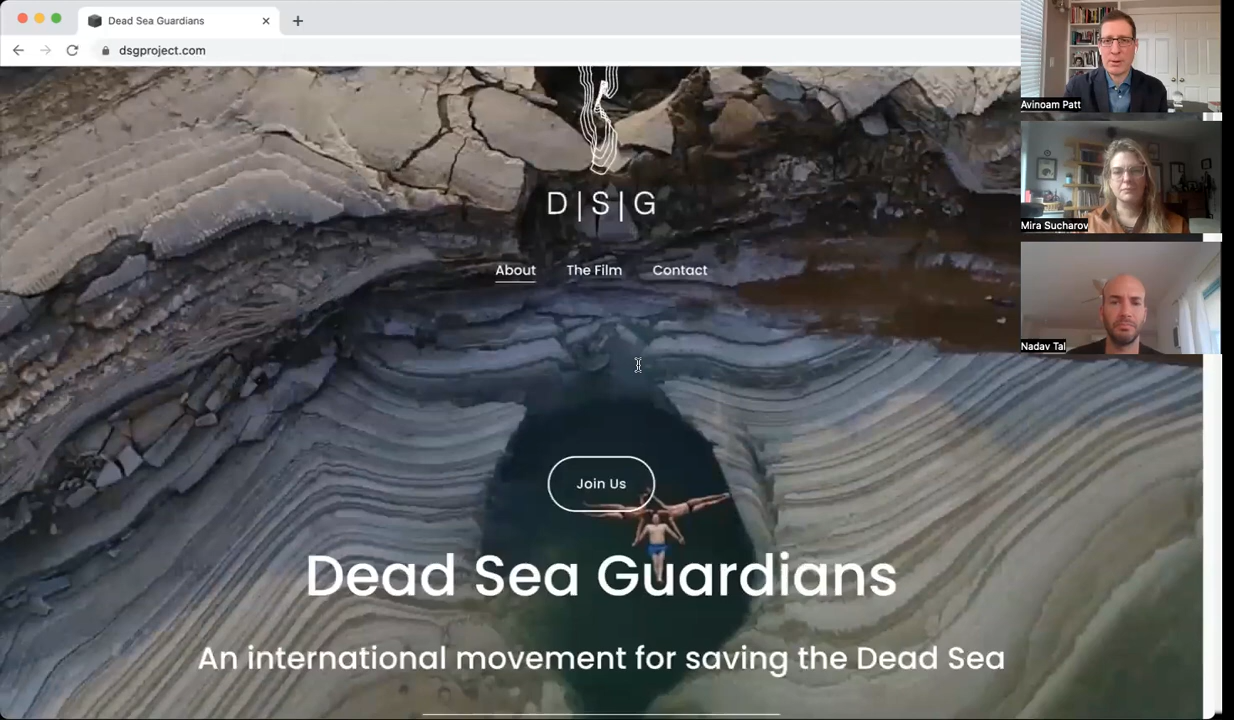 Dead Sea Guardians
dsgproject.com
D|S|G
About The Film Contact
Join Us
Dead Sea Guardians
An international movement for saving the Dead Sea
Avinoam Patt
Mira Sucharov
Nadav Tal